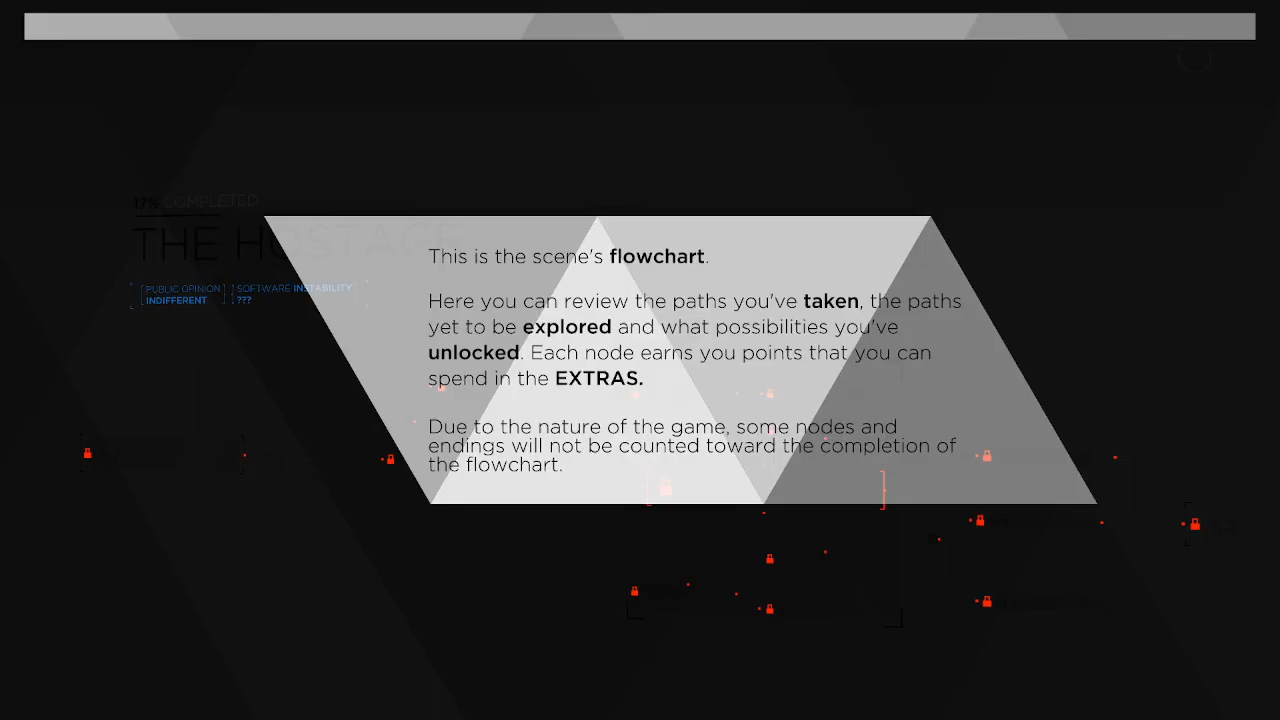 17% COMPLETED
THE HOSTAGE
PUBLIC OPINION
INDIFFERENT
SOFTWARE INSTABILITY
???
This is the scene's flowchart.
Here you can review the paths you've taken, the paths
yet to be explored and what possibilities you've
unlocked. Each node earns you points that you can
spend in the EXTRAS.
Due to the nature of the game, some nodes and
endings will not be counted toward the completion of
the flowchart.